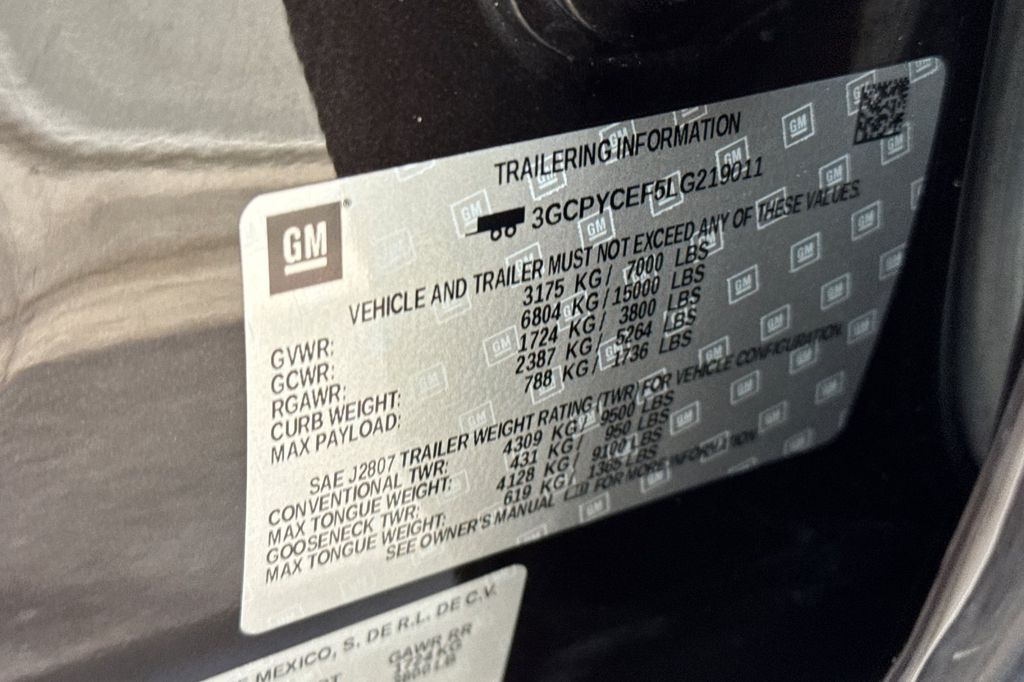 TRAILERING INFORMATION
GM®
3GCPYCEF5LG219011
VEHICLE AND TRAILER MUST NOT EXCEED ANY OF THESE VALUES.
GVWR: 3175 KG / 7000 LBS
GCWR: 6804 KG / 15000 LBS
RGAWR: 1724 KG / 3800 LBS
CURB WEIGHT: 2387 KG / 5264 LBS
MAX PAYLOAD: 788 KG / 1736 LBS
SAE J2807 TRAILER WEIGHT RATING (TWR) FOR VEHICLE CONFIGURATION.
CONVENTIONAL TWR: 4309 KG / 9500 LBS
MAX TONGUE WEIGHT: 431 KG / 950 LBS
GOOSENECK TWR: 4128 KG / 9100 LBS
MAX TONGUE WEIGHT: 619 KG / 1365 LBS
SEE OWNER'S MANUAL FOR MORE INFORMATION
MEXICO, S. DE R.L. DE C.V.
GAWR RR
1724 KG